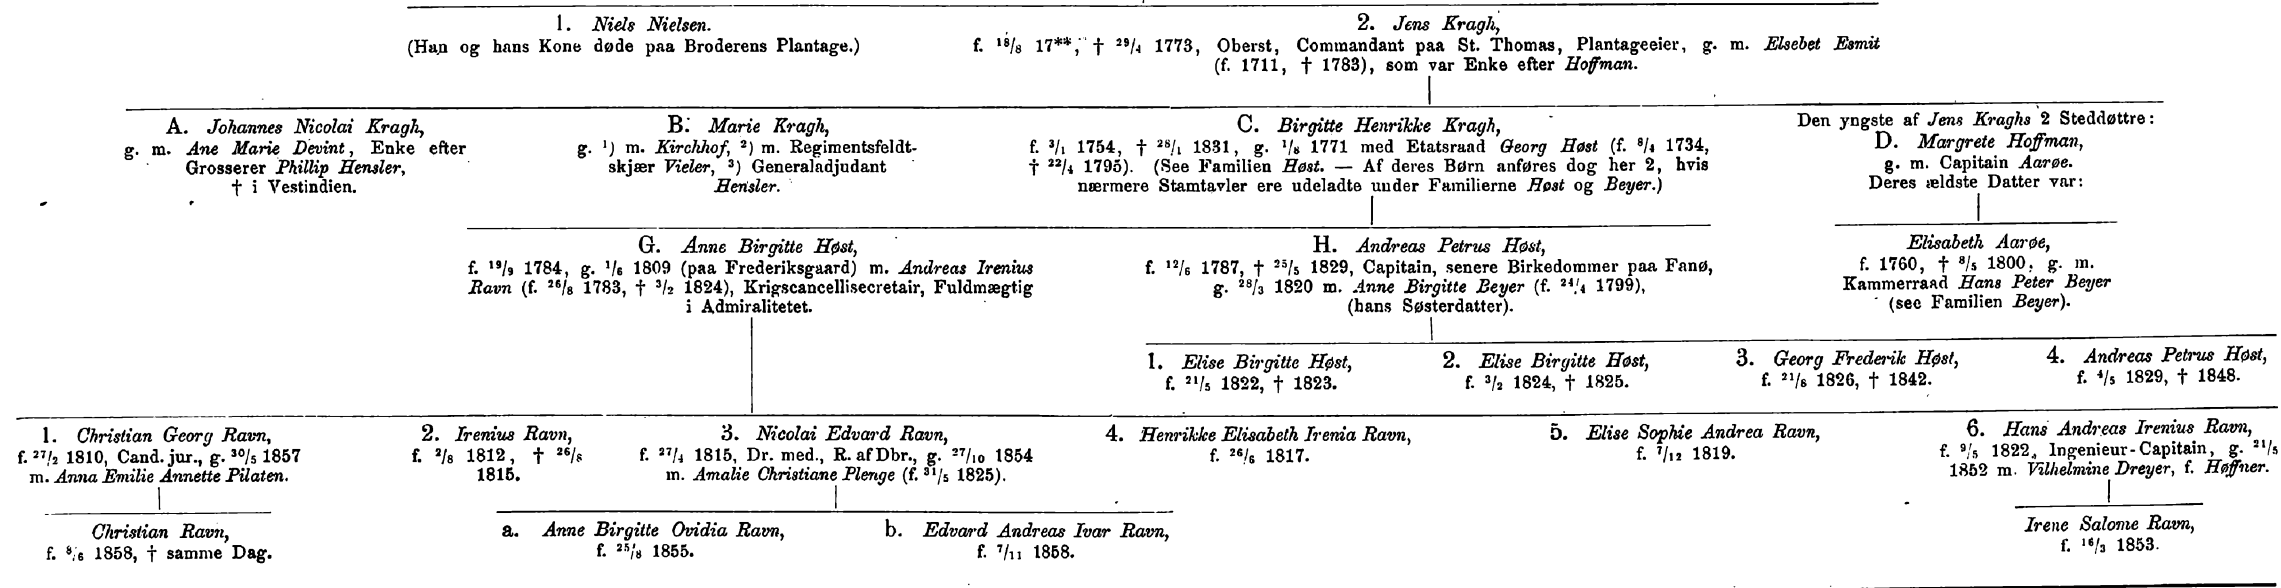 1. Niels Nielsen.
(Han og hans Kone døde paa Broderens Plantage.)
2. Jens Kragh,
f. 18/8 17**, † 29/4 1773, Oberst, Commandant paa St. Thomas, Plantageeier, g. m. Elsebet Esmit
(f. 1711, † 1783), som var Enke efter Hoffman.
A. Johannes Nicolai Kragh,
g. m. Ane Marie Devint, Enke efter
Grosserer Phillip Hensler,
† i Vestindien.
B. Marie Kragh,
g. 1) m. Kirchhof, 2) m. Regimentsfeldt-
skjær Vieler, 3) Generaladjudant
Hensler.
C. Birgitte Henrikke Kragh,
f. 3/1 1754, † 26/1 1831, g. 1/8 1771 med Etatsraad Georg Høst (f. 8/4 1734,
† 22/4 1795). (See Familien Høst. — Af deres Børn anføres dog her 2, hvis
nærmere Stamtavler ere udeladte under Familierne Høst og Beyer.)
Den yngste af Jens Kraghs 2 Steddøttre:
D. Margrete Hoffman,
g. m. Capitain Aarøe.
Deres ældste Datter var:
G. Anne Birgitte Høst,
f. 19/9 1784, g. 1/6 1809 (paa Frederiksgaard) m. Andreas Irenius
Ravn (f. 26/8 1783, † 3/2 1824), Krigscancellisecretair, Fuldmægtig
i Admiralitetet.
H. Andreas Petrus Høst,
f. 12/6 1787, † 25/5 1829, Capitain, senere Birkedommer paa Fanø,
g. 28/3 1820 m. Anne Birgitte Beyer (f. 24/4 1799),
(hans Søsterdatter).
Elisabeth Aarøe,
f. 1760, † 8/5 1800, g. m.
Kammerraad Hans Peter Beyer
(see Familien Beyer).
1. Elise Birgitte Høst,
f. 21/5 1822, † 1823.
2. Elise Birgitte Høst,
f. 3/2 1824, † 1825.
3. Georg Frederik Høst,
f. 21/6 1826, † 1842.
4. Andreas Petrus Høst,
f. 4/5 1829, † 1848.
1. Christian Georg Ravn,
f. 27/2 1810, Cand. jur., g. 30/5 1857
m. Anna Emilie Annette Pilaten.
2. Irenius Ravn,
f. 2/8 1812, † 26/8
1815.
3. Nicolai Edvard Ravn,
f. 27/4 1815, Dr. med., R. af Dbr., g. 27/10 1854
m. Amalie Christiane Plenge (f. 31/5 1825).
4. Henrikke Elisabeth Irenia Ravn,
f. 26/6 1817.
5. Elise Sophie Andrea Ravn,
f. 7/12 1819.
6. Hans Andreas Irenius Ravn,
f. 9/5 1822, Ingenieur-Capitain, g. 21/5
1852 m. Vilhelmine Dreyer, f. Høffner.
Christian Ravn,
f. 8/6 1858, † samme Dag.
a. Anne Birgitte Ovidia Ravn,
f. 25/8 1855.
b. Edvard Andreas Ivar Ravn,
f. 7/11 1858.
Irene Salome Ravn,
f. 16/3 1853.